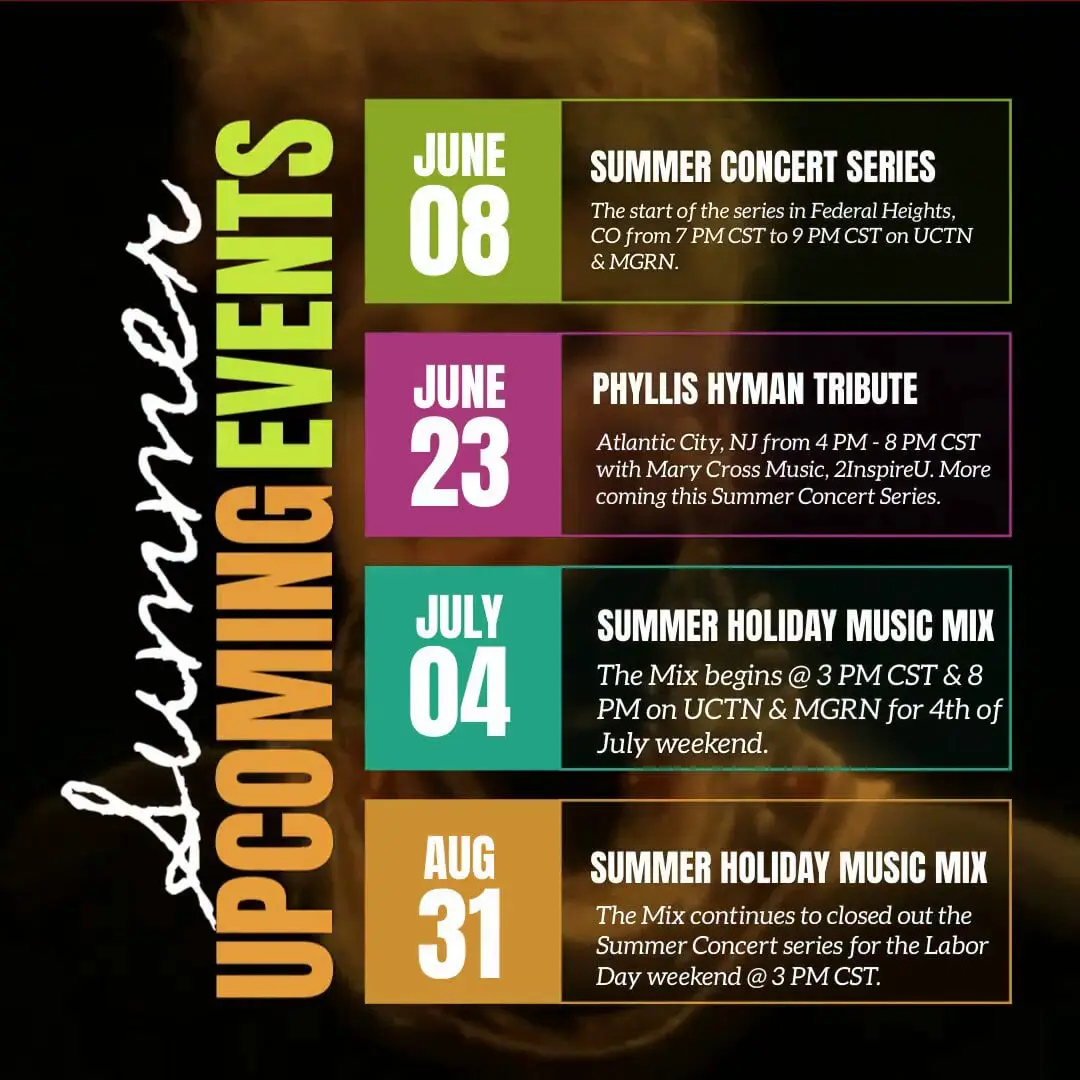 Summer
UPCOMING EVENTS
JUNE
08
SUMMER CONCERT SERIES
The start of the series in Federal Heights,
CO from 7 PM CST to 9 PM CST on UCTN
& MGRN.
JUNE
23
PHYLLIS HYMAN TRIBUTE
Atlantic City, NJ from 4 PM - 8 PM CST
with Mary Cross Music, 2InspireU. More
coming this Summer Concert Series.
JULY
04
SUMMER HOLIDAY MUSIC MIX
The Mix begins @ 3 PM CST & 8
PM on UCTN & MGRN for 4th of
July weekend.
AUG
31
SUMMER HOLIDAY MUSIC MIX
The Mix continues to closed out the
Summer Concert series for the Labor
Day weekend @ 3 PM CST.